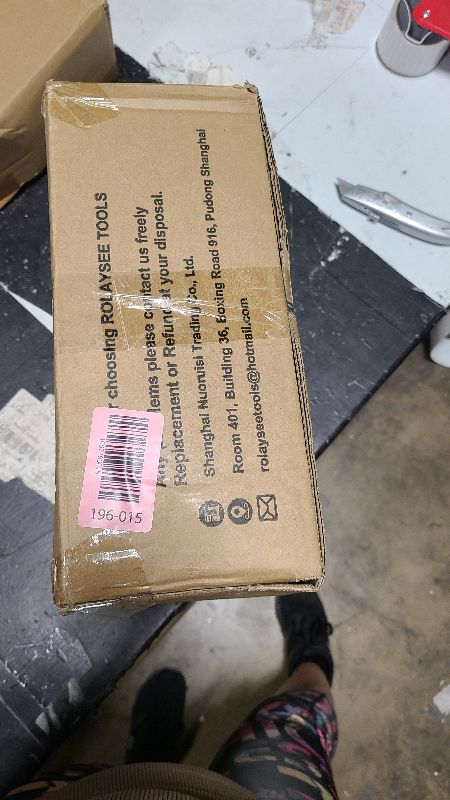 r choosing ROLAYSEE TOOLS
lems please contact us freely
Replacement or Refund at your disposal.
Shanghai Nuoruisi Trading Co., Ltd.
Room 401, Building 36, Boxing Road 916, Pudong Shanghai
rolayseetools@hotmail.com
196-015